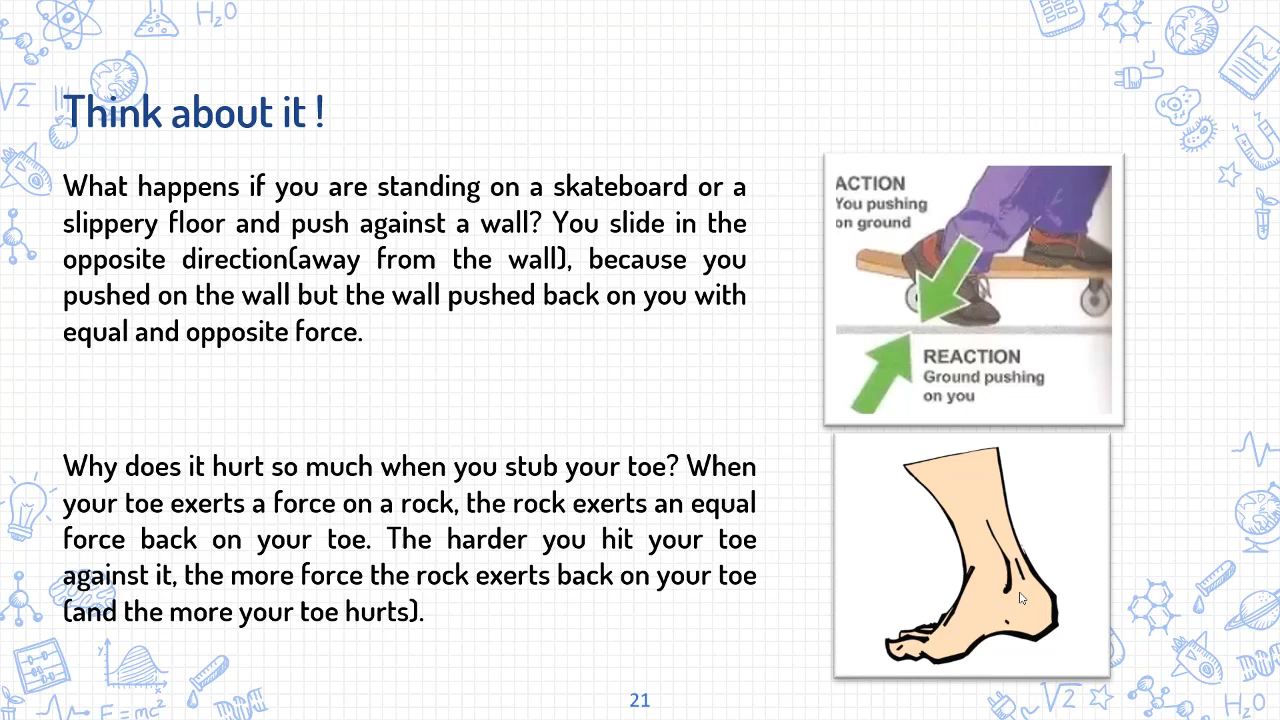 H₂O
√2
Think about it !
What happens if you are standing on a skateboard or a
slippery floor and push against a wall? You slide in the
opposite direction(away from the wall), because you
pushed on the wall but the wall pushed back on you with
equal and opposite force.
ACTION
You pushing
on ground
REACTION
Ground pushing
on you
Why does it hurt so much when you stub your toe? When
your toe exerts a force on a rock, the rock exerts an equal
force back on your toe. The harder you hit your toe
against it, the more force the rock exerts back on your toe
(and the more your toe hurts).
y
x
F=mc²
21
√2
H₂O